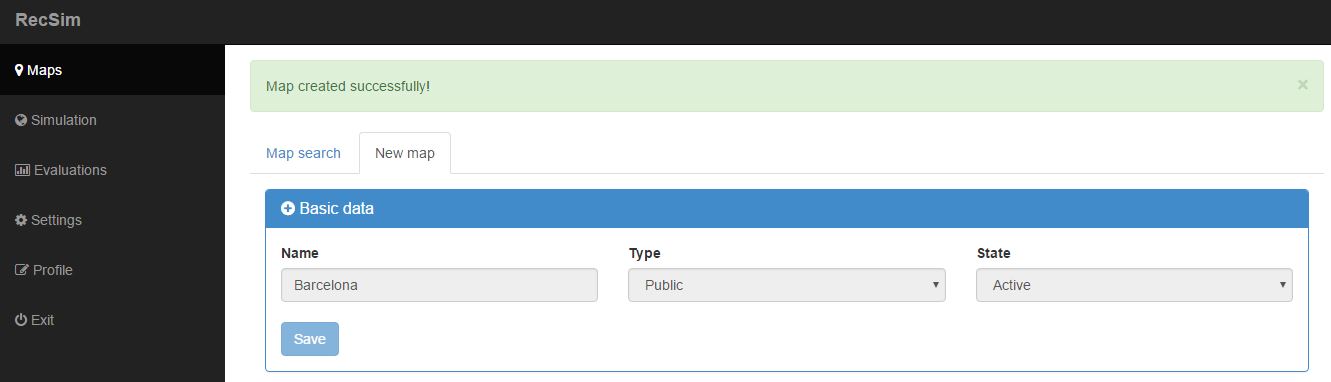 RecSim
Maps
Simulation
Evaluations
Settings
Profile
Exit
Map created successfully!
×
Map search
New map
Basic data
Name
Type
State
Barcelona
Public
Active
Save